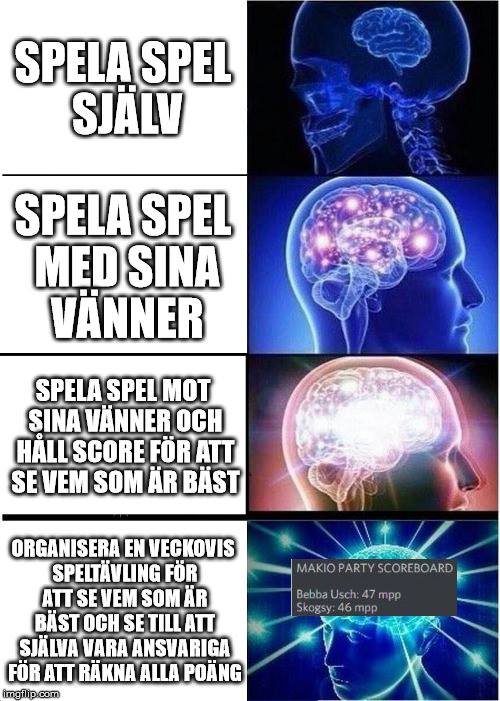 SPELA SPEL
SJÄLV
SPELA SPEL
MED SINA
VÄNNER
SPELA SPEL MOT
SINA VÄNNER OCH
HÅLL SCORE FÖR ATT
SE VEM SOM ÄR BÄST
ORGANISERA EN VECKOVIS
SPELTÄVLING FÖR
ATT SE VEM SOM ÄR
BÄST OCH SE TILL ATT
SJÄLVA VARA ANSVARIGA
FÖR ATT RÄKNA ALLA POÄNG
MAKIO PARTY SCOREBOARD
Bebba Usch: 47 mpp
Skogsy: 46 mpp
imgflip.com